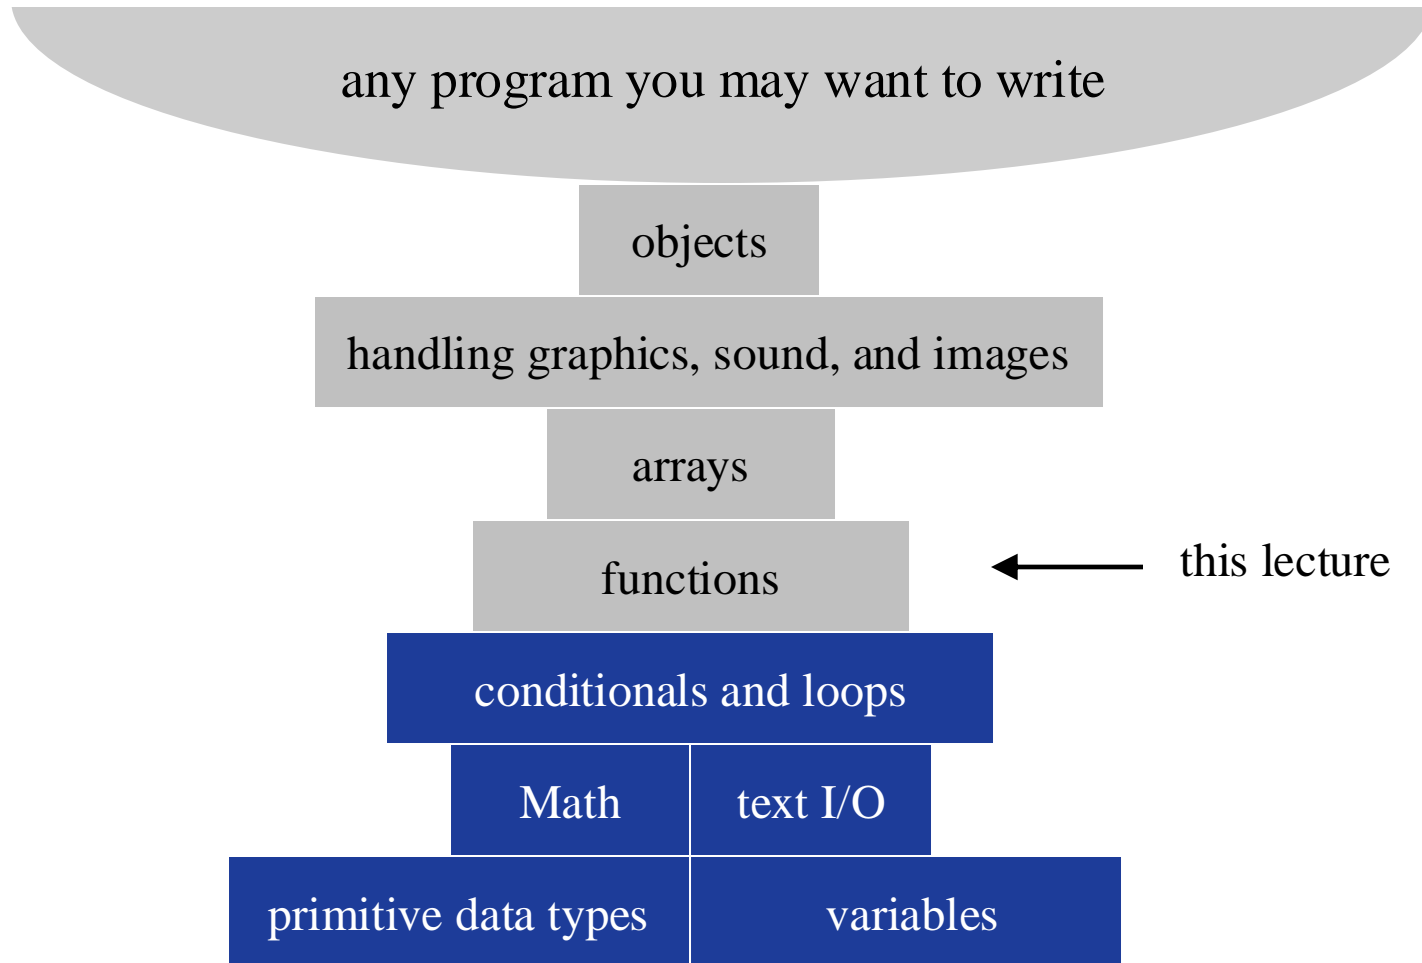 any program you may want to write
objects
handling graphics, sound, and images
arrays
functions
this lecture
conditionals and loops
Math
text I/O
primitive data types
variables